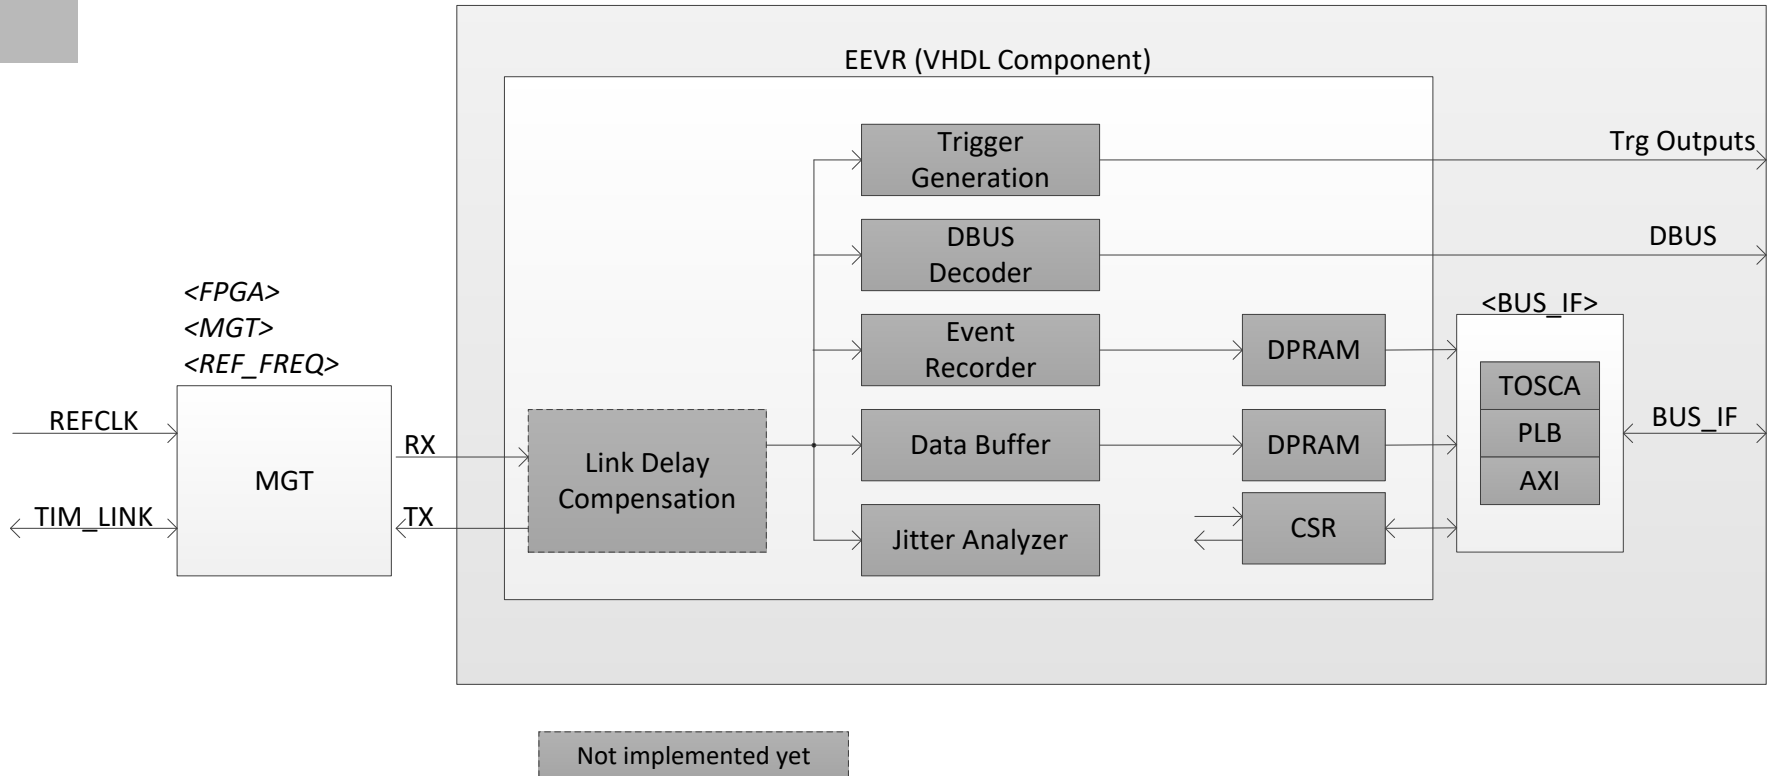 EEVR (VHDL Component)
Trigger
Generation
Trg Outputs
DBUS
Decoder
DBUS
<FPGA>
<MGT>
<REF_FREQ>
Event
Recorder
DPRAM
<BUS_IF>
TOSCA
PLB
AXI
BUS_IF
REFCLK
TIM_LINK
MGT
RX
TX
Link Delay
Compensation
Data Buffer
DPRAM
Jitter Analyzer
CSR
Not implemented yet